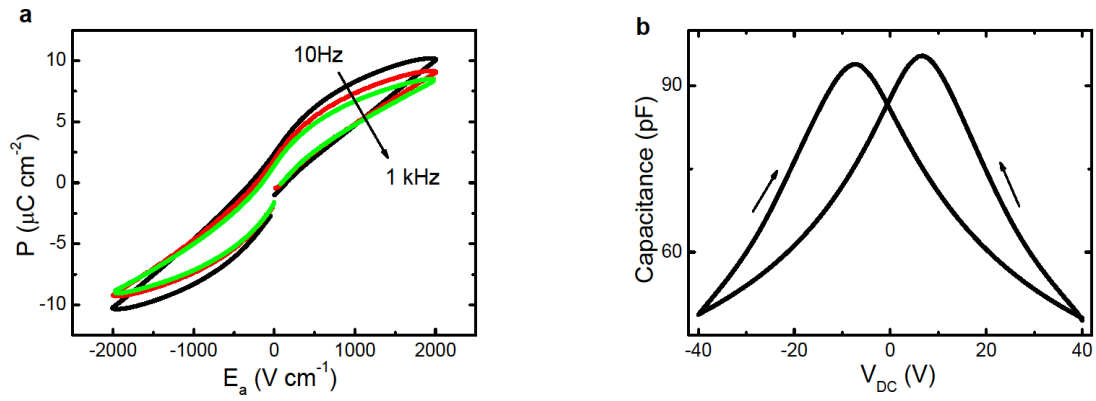 a
10Hz
1 kHz
P (μC cm⁻²)
10
5
0
-5
-10
-2000 -1000 0 1000 2000
Eₐ (V cm⁻¹)
b
Capacitance (pF)
90
60
-40 -20 0 20 40
V_DC (V)